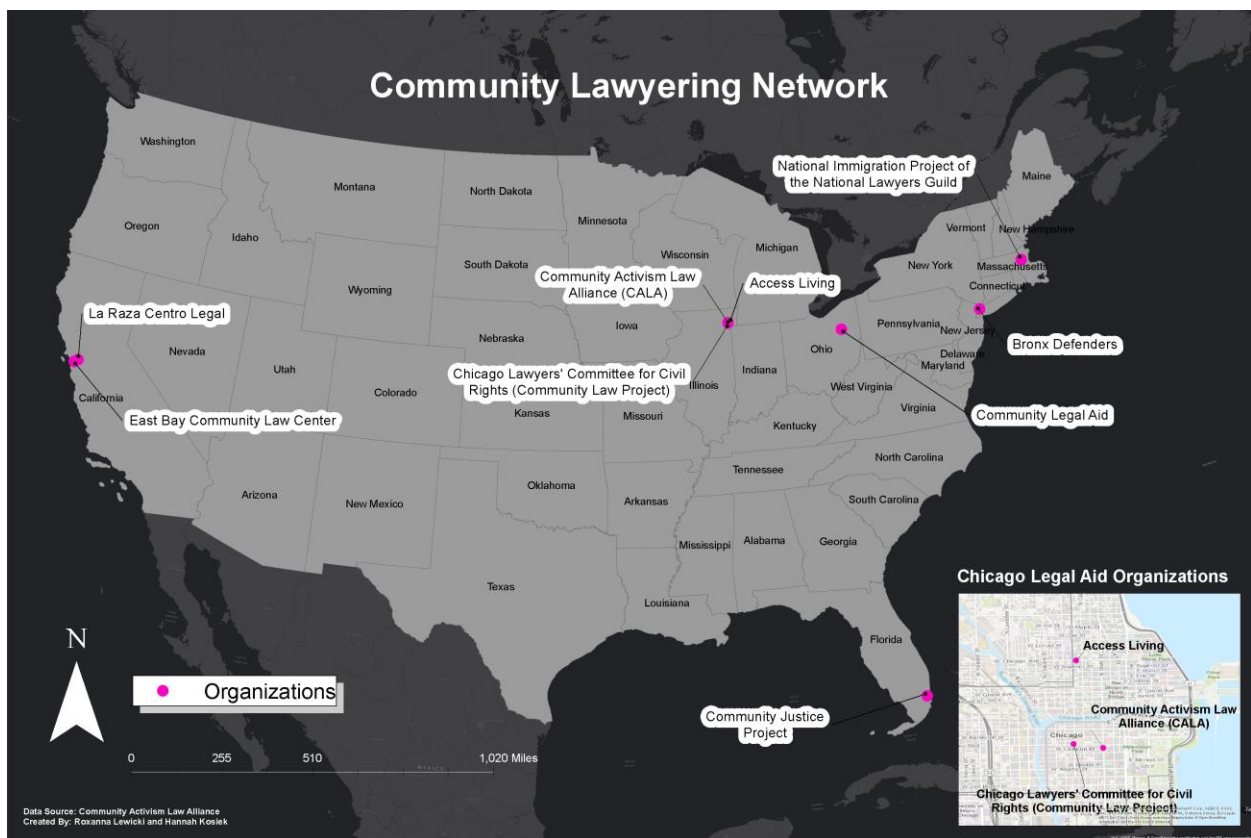 Community Lawyering Network
National Immigration Project of
the National Lawyers Guild
Washington
Montana
North Dakota
Minnesota
Maine
Oregon
Idaho
Wisconsin
Michigan
Vermont
New Hampshire
South Dakota
New York
Massachusetts
Wyoming
Community Activism Law
Alliance (CALA)
Access Living
Connecticut
La Raza Centro Legal
Iowa
Pennsylvania
Nebraska
New Jersey
Bronx Defenders
Nevada
Utah
Ohio
Delaware
Maryland
Chicago Lawyers' Committee for Civil
Rights (Community Law Project)
Illinois
Indiana
West Virginia
California
Colorado
Kansas
Missouri
Virginia
East Bay Community Law Center
Kentucky
Community Legal Aid
North Carolina
Tennessee
Arizona
New Mexico
Oklahoma
Arkansas
South Carolina
Mississippi
Alabama
Georgia
Texas
Louisiana
Florida
Community Justice
Project
N
Organizations
0 255 510 1,020 Miles
MÉXICO
Data Source: Community Activism Law Alliance
Created By: Roxanna Lewicki and Hannah Kosiek
Chicago Legal Aid Organizations
Access Living
Community Activism Law
Alliance (CALA)
Chicago
Chicago Lawyers' Committee for Civil
Rights (Community Law Project)